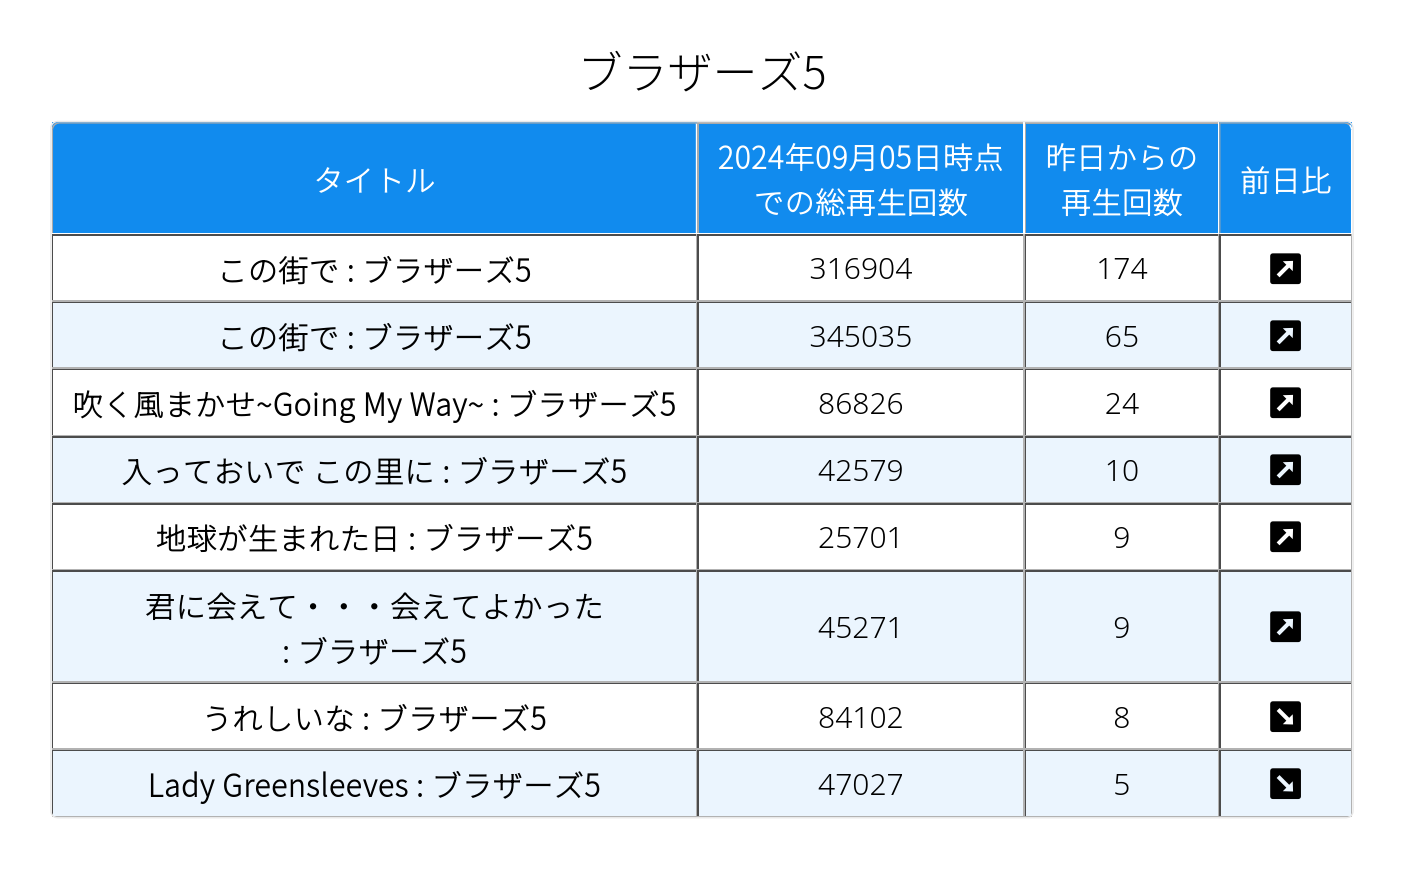 ブラザーズ5
タイトル
2024年09月05日時点
での総再生回数
昨日からの
再生回数
前日比
この街で : ブラザーズ5
316904
174
この街で : ブラザーズ5
345035
65
吹く風まかせ~Going My Way~ : ブラザーズ5
86826
24
入っておいで この里に : ブラザーズ5
42579
10
地球が生まれた日 : ブラザーズ5
25701
9
君に会えて・・・会えてよかった
: ブラザーズ5
45271
9
うれしいな : ブラザーズ5
84102
8
Lady Greensleeves : ブラザーズ5
47027
5